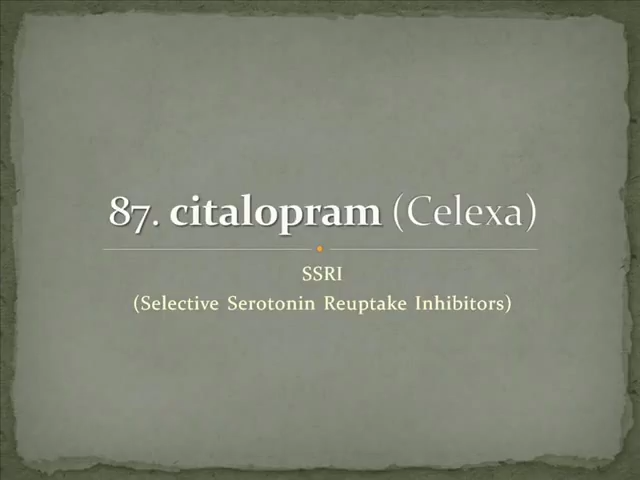 87. citalopram (Celexa)
SSRI
(Selective Serotonin Reuptake Inhibitors)